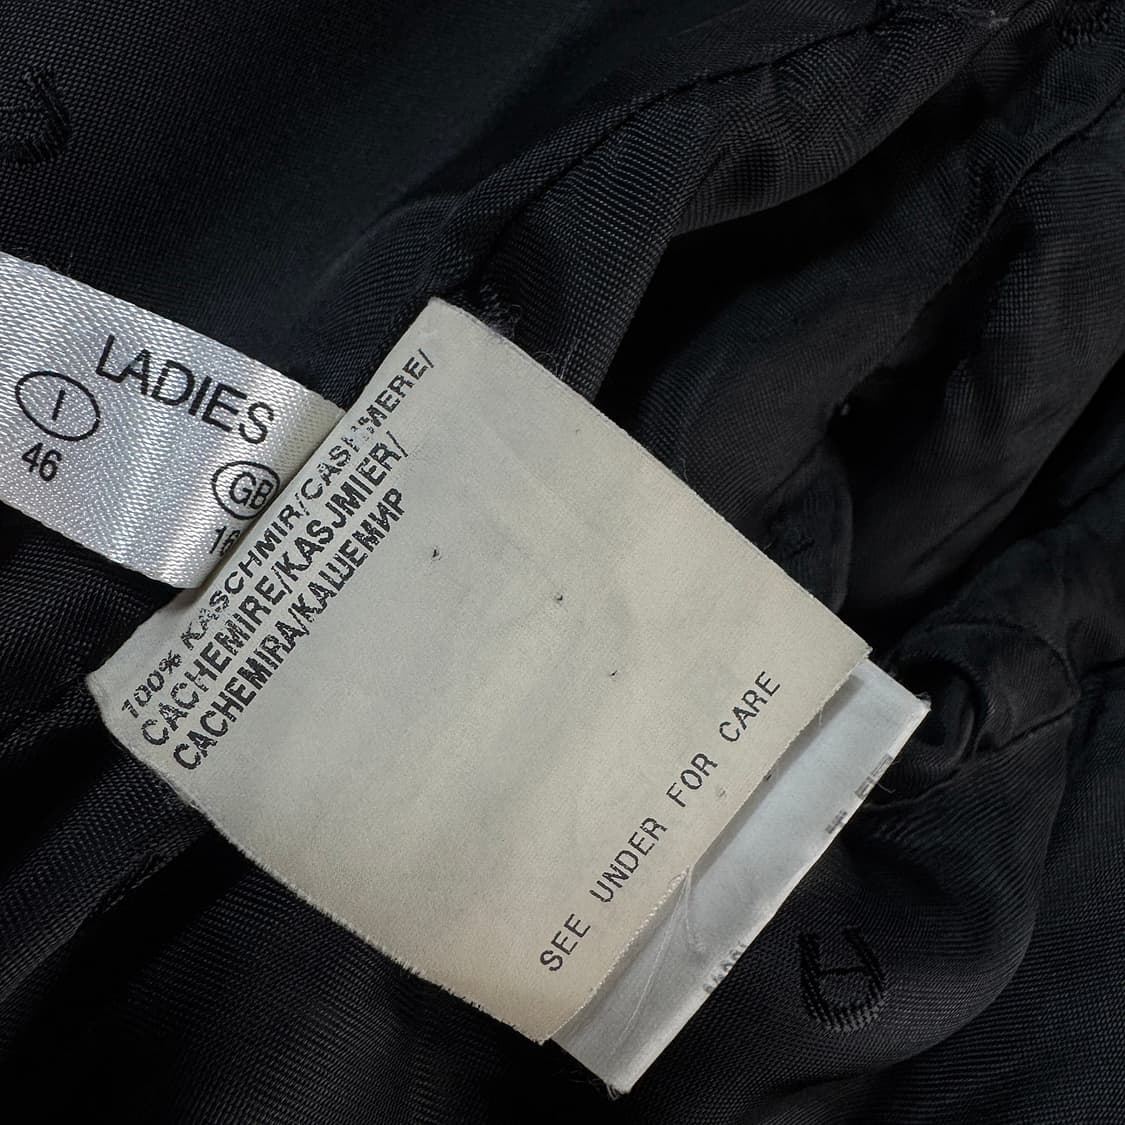 LADIES
I
46
GB
100% KASCHMIR/CASHMERE/
CACHEMIRE/KASJMIER/
CACHEMIRA/КАШЕМИР
SEE UNDER FOR CARE